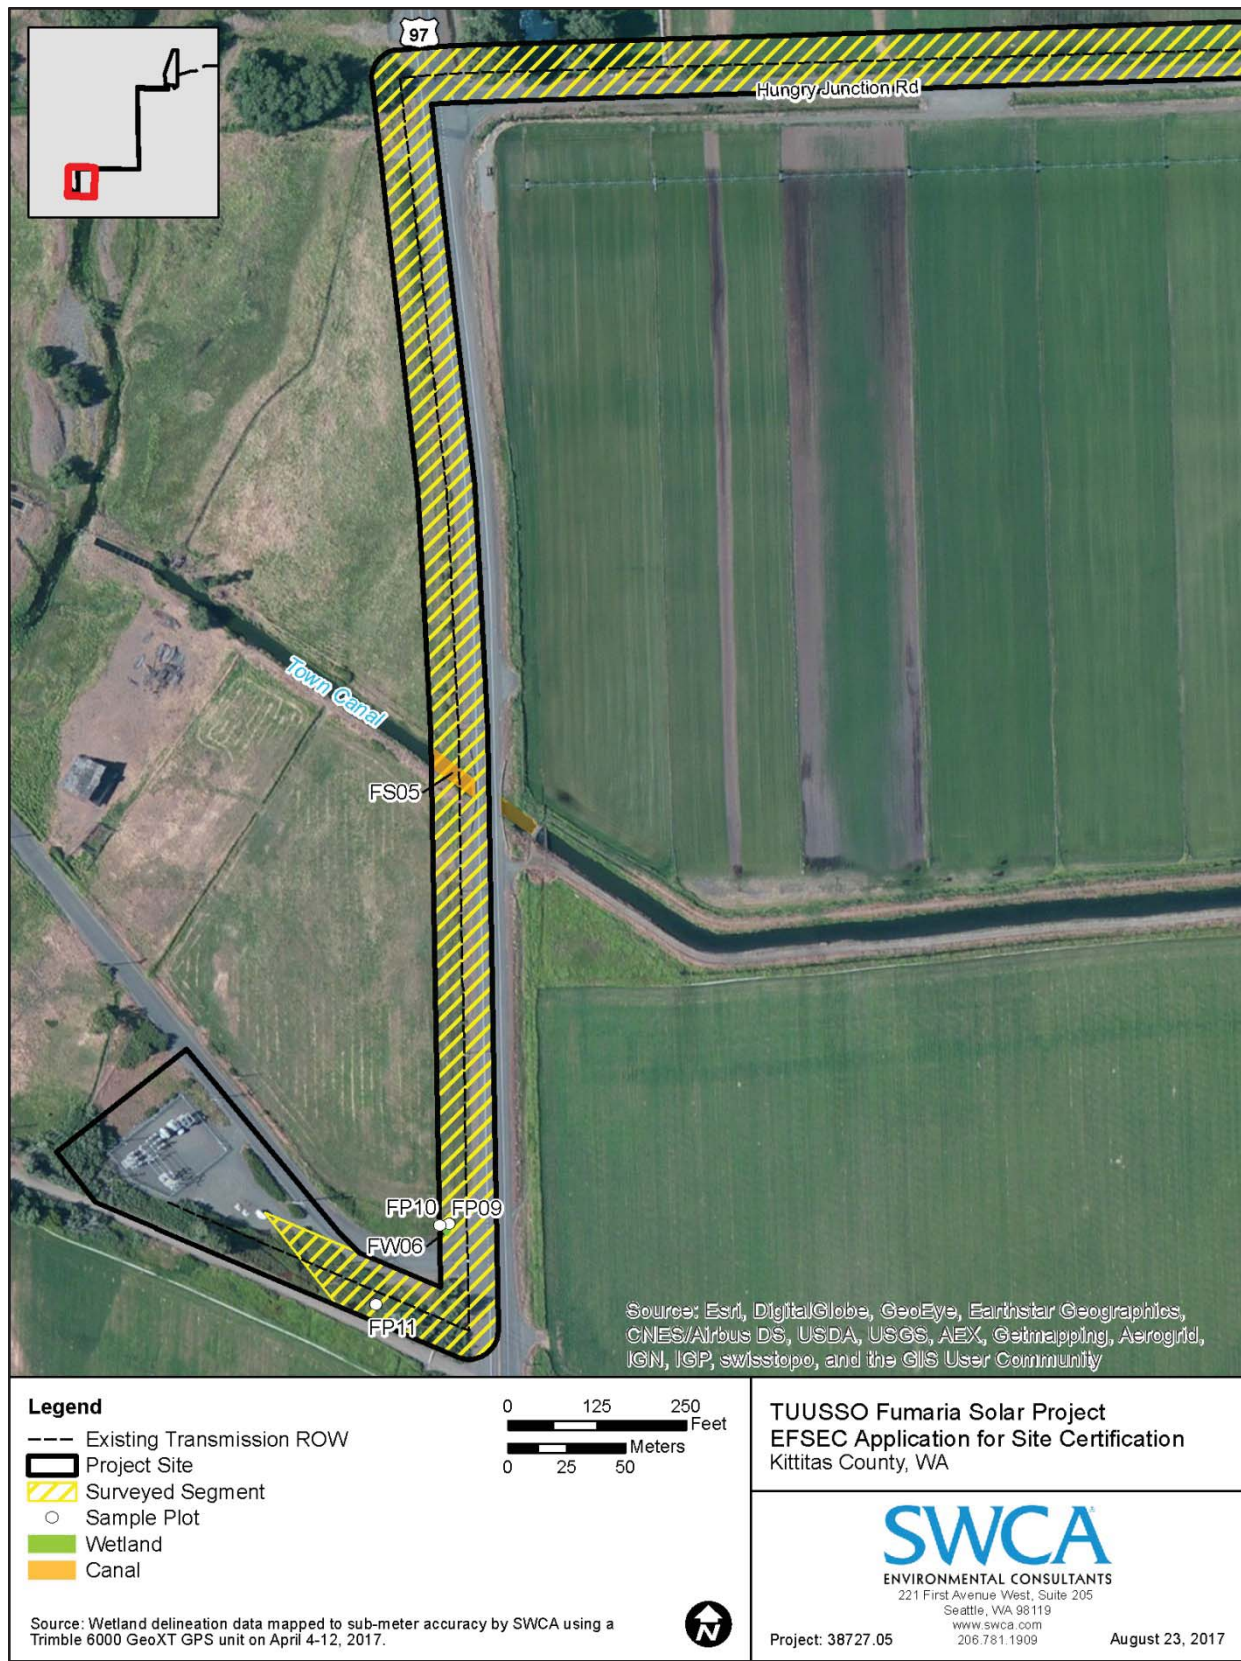 97
Hungry Junction Rd
Town Canal
FS05
FP10
FP09
FW06
FP11
Source: Esri, DigitalGlobe, GeoEye, Earthstar Geographics,
CNES/Airbus DS, USDA, USGS, AEX, Getmapping, Aerogrid,
IGN, IGP, swisstopo, and the GIS User Community
Legend
Existing Transmission ROW
Project Site
Surveyed Segment
Sample Plot
Wetland
Canal
0 125 250
Feet
Meters
0 25 50
Source: Wetland delineation data mapped to sub-meter accuracy by SWCA using a
Trimble 6000 GeoXT GPS unit on April 4-12, 2017.
N
TUUSSO Fumaria Solar Project
EFSEC Application for Site Certification
Kittitas County, WA
SWCA®
ENVIRONMENTAL CONSULTANTS
221 First Avenue West, Suite 205
Seattle, WA 98119
www.swca.com
206.781.1909
Project: 38727.05
August 23, 2017